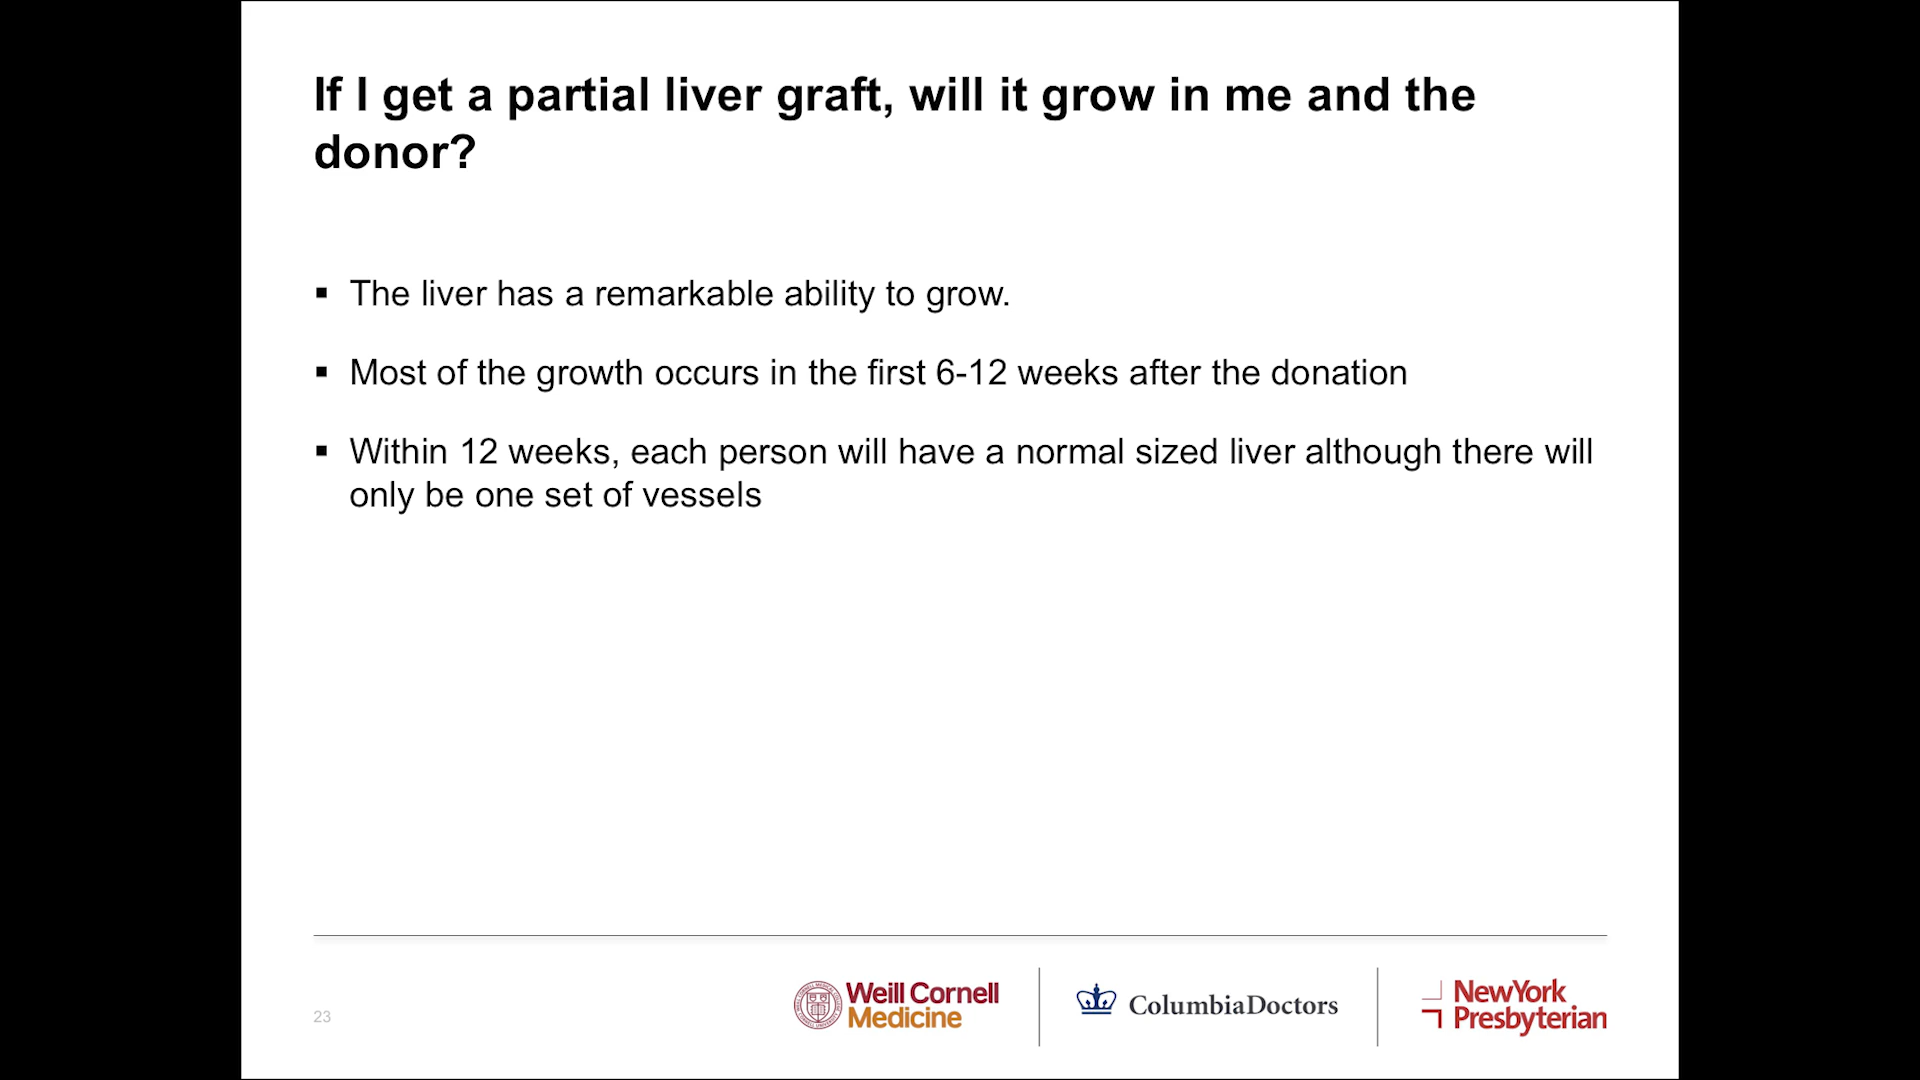 If I get a partial liver graft, will it grow in me and the
donor?
▪ The liver has a remarkable ability to grow.
▪ Most of the growth occurs in the first 6-12 weeks after the donation
▪ Within 12 weeks, each person will have a normal sized liver although there will
only be one set of vessels
23
Weill Cornell
Medicine
ColumbiaDoctors
NewYork
Presbyterian